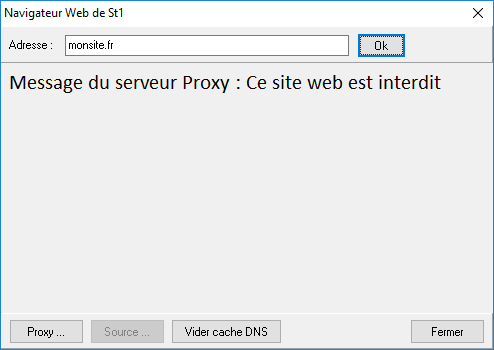 Navigateur Web de St1
Adresse : monsite.fr Ok
Message du serveur Proxy : Ce site web est interdit
Proxy ... Source ... Vider cache DNS Fermer